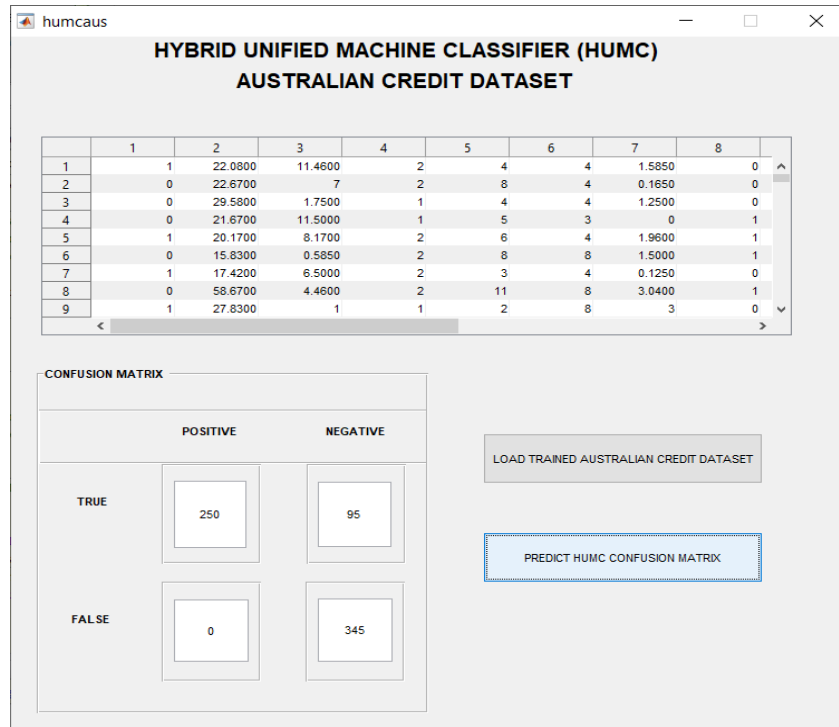 humcaus
HYBRID UNIFIED MACHINE CLASSIFIER (HUMC)
AUSTRALIAN CREDIT DATASET
1 2 3 4 5 6 7 8
1 1 22.0800 11.4600 2 4 4 1.5850 0
2 0 22.6700 7 2 8 4 0.1650 0
3 0 29.5800 1.7500 1 4 4 1.2500 0
4 0 21.6700 11.5000 1 5 3 0 1
5 1 20.1700 8.1700 2 6 4 1.9600 1
6 0 15.8300 0.5850 2 8 8 1.5000 1
7 1 17.4200 6.5000 2 3 4 0.1250 0
8 0 58.6700 4.4600 2 11 8 3.0400 1
9 1 27.8300 1 1 2 8 3 0
CONFUSION MATRIX
POSITIVE NEGATIVE
TRUE 250 95
FALSE 0 345
LOAD TRAINED AUSTRALIAN CREDIT DATASET
PREDICT HUMC CONFUSION MATRIX